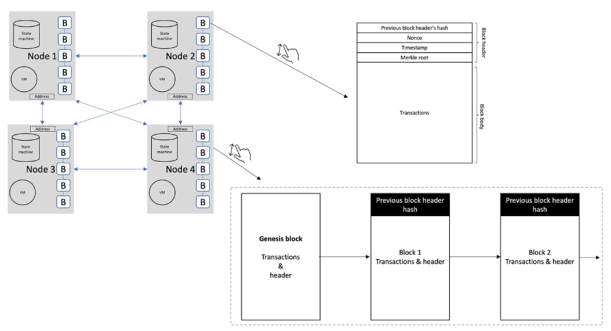 State
machine
Node 1
VM
Address
B
B
B
B
B
State
machine
Node 2
VM
Address
B
B
B
B
B
Address
State
machine
Node 3
VM
B
B
B
B
B
Address
State
machine
Node 4
VM
B
B
B
B
B
Previous block header's hash
Nonce
Timestamp
Merkle root
Transactions
Block header
Block body
Genesis block
Transactions
&
header
Previous block header
hash
Block 1
Transactions & header
Previous block header
hash
Block 2
Transactions & header